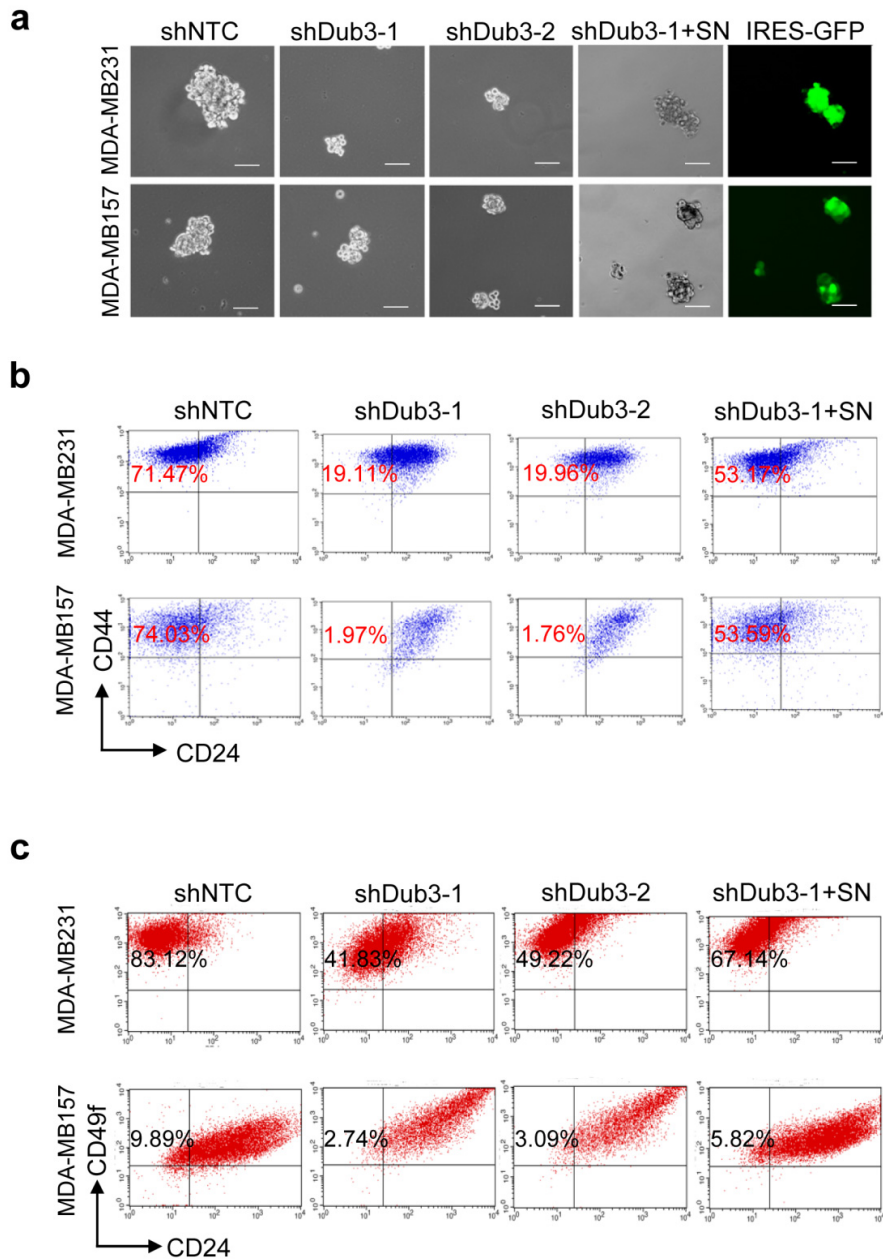 a
shNTC shDub3-1 shDub3-2 shDub3-1+SN IRES-GFP
MDA-MB231
MDA-MB157
b
shNTC shDub3-1 shDub3-2 shDub3-1+SN
MDA-MB231
71.47% 19.11% 19.96% 53.17%
MDA-MB157
74.03% 1.97% 1.76% 53.59%
CD44
CD24
c
shNTC shDub3-1 shDub3-2 shDub3-1+SN
MDA-MB231
83.12% 41.83% 49.22% 67.14%
MDA-MB157
9.89% 2.74% 3.09% 5.82%
CD49f
CD24